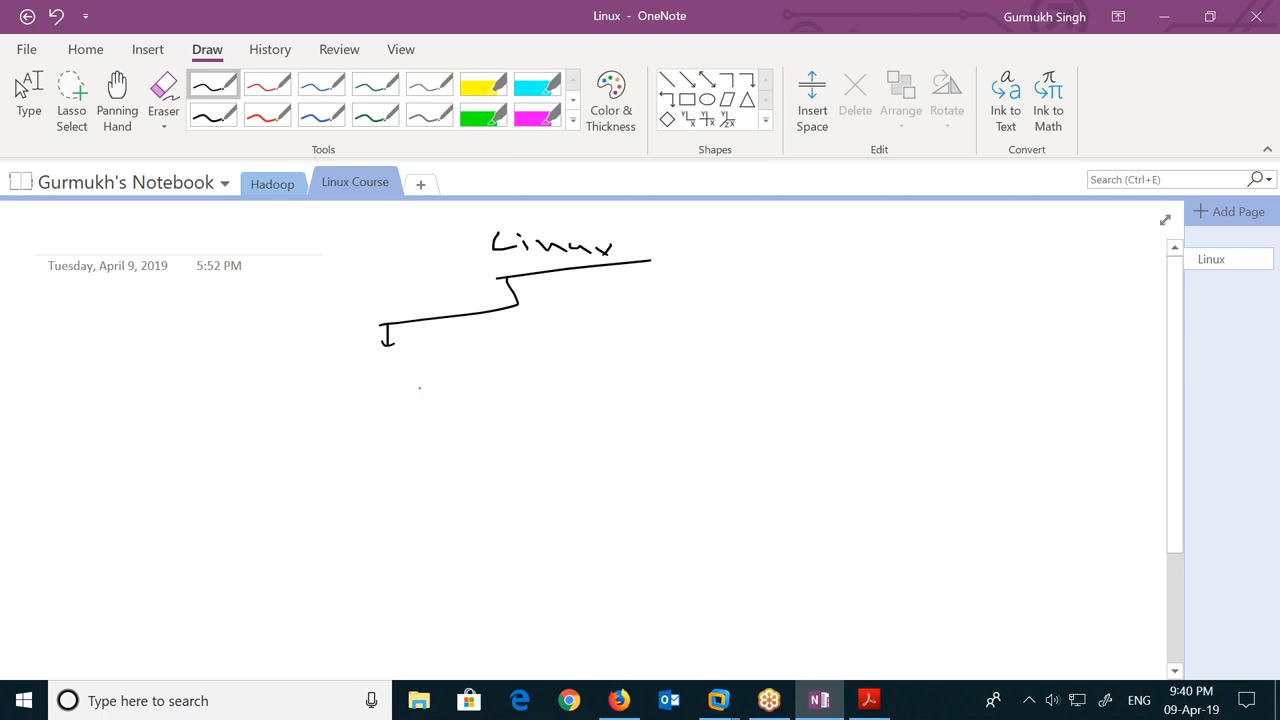 Linux - OneNote
Gurmukh Singh
File Home Insert Draw History Review View
Type
Lasso Select
Panning Hand
Eraser
Color & Thickness
Insert Space
Delete
Arrange
Rotate
Ink to Text
Ink to Math
Tools
Shapes
Edit
Convert
Gurmukh's Notebook
Hadoop
Linux Course
Search (Ctrl+E)
Add Page
Linux
Linux
Tuesday, April 9, 2019 5:52 PM
Type here to search
ENG
9:40 PM
09-Apr-19